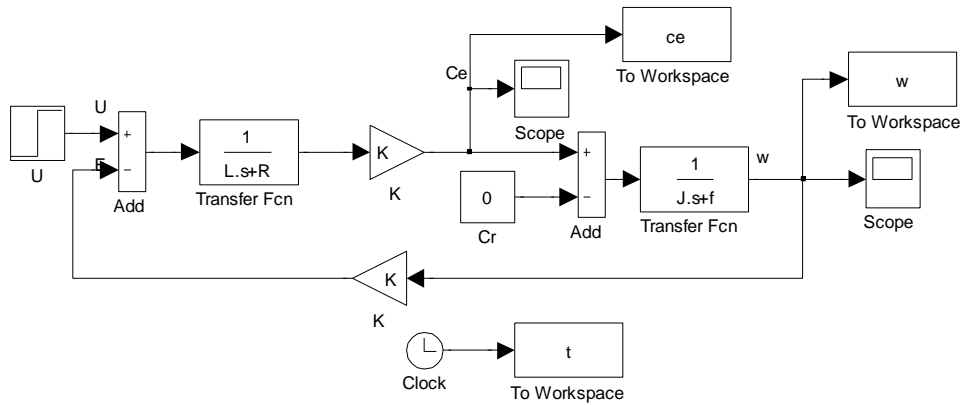 ce
To Workspace
Ce
w
To Workspace
Scope
U
+
E
−
U
Add
1
L.s+R
Transfer Fcn
K
K
0
Cr
+
−
Add
1
J.s+f
Transfer Fcn
w
Scope
K
K
Clock
t
To Workspace